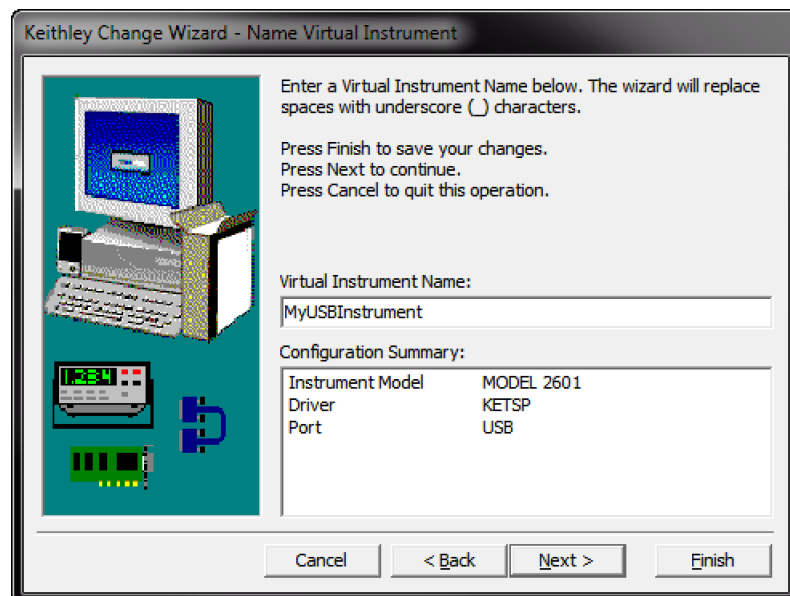 Keithley Change Wizard - Name Virtual Instrument
Enter a Virtual Instrument Name below. The wizard will replace
spaces with underscore (_) characters.
Press Finish to save your changes.
Press Next to continue.
Press Cancel to quit this operation.
Virtual Instrument Name:
MyUSBInstrument
Configuration Summary:
Instrument Model MODEL 2601
Driver KETSP
Port USB
1.284
Cancel < Back Next > Finish